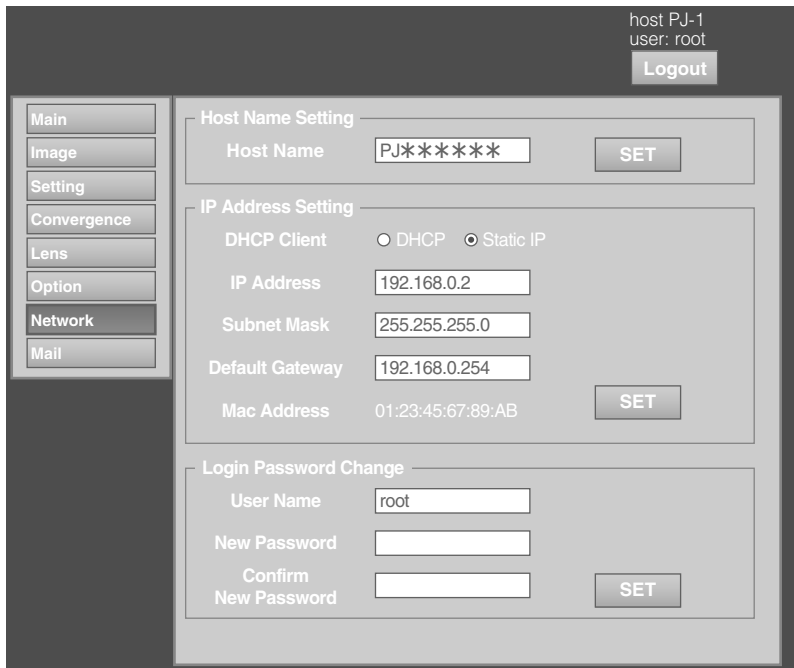 host PJ-1
user: root
Logout
Main
Image
Setting
Convergence
Lens
Option
Network
Mail
Host Name Setting
Host Name PJ∗∗∗∗∗∗ SET
IP Address Setting
DHCP Client DHCP Static IP
IP Address 192.168.0.2
Subnet Mask 255.255.255.0
Default Gateway 192.168.0.254
Mac Address 01:23:45:67:89:AB SET
Login Password Change
User Name root
New Password
Confirm
New Password SET